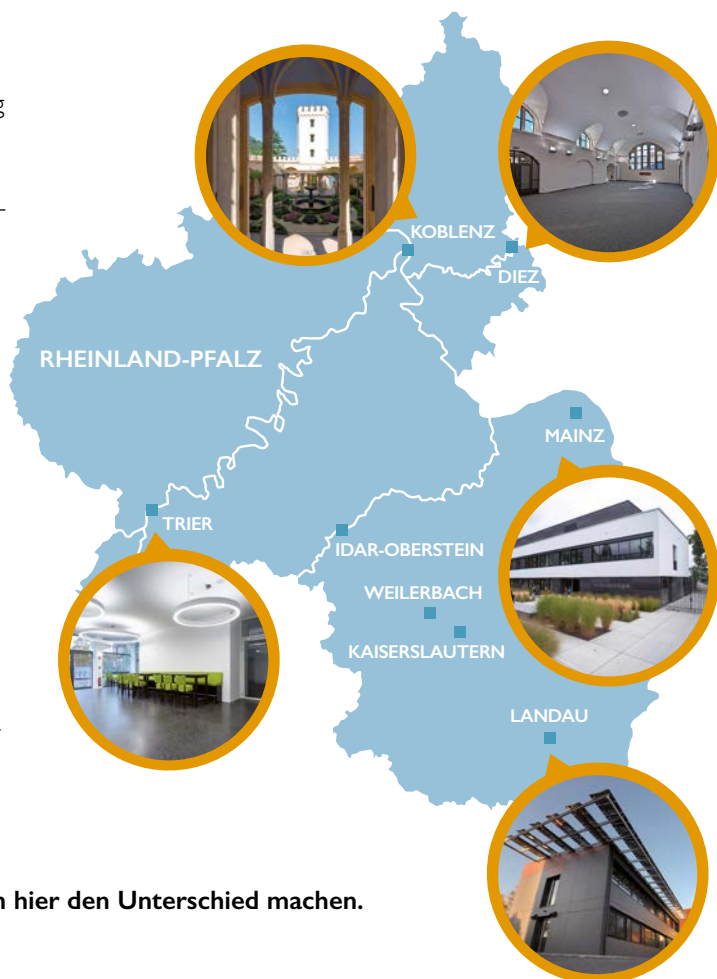 KOBLENZ
DIEZ
RHEINLAND-PFALZ
MAINZ
TRIER
IDAR-OBERSTEIN
WEILERBACH
KAISERSLAUTERN
LANDAU
hier den Unterschied machen.